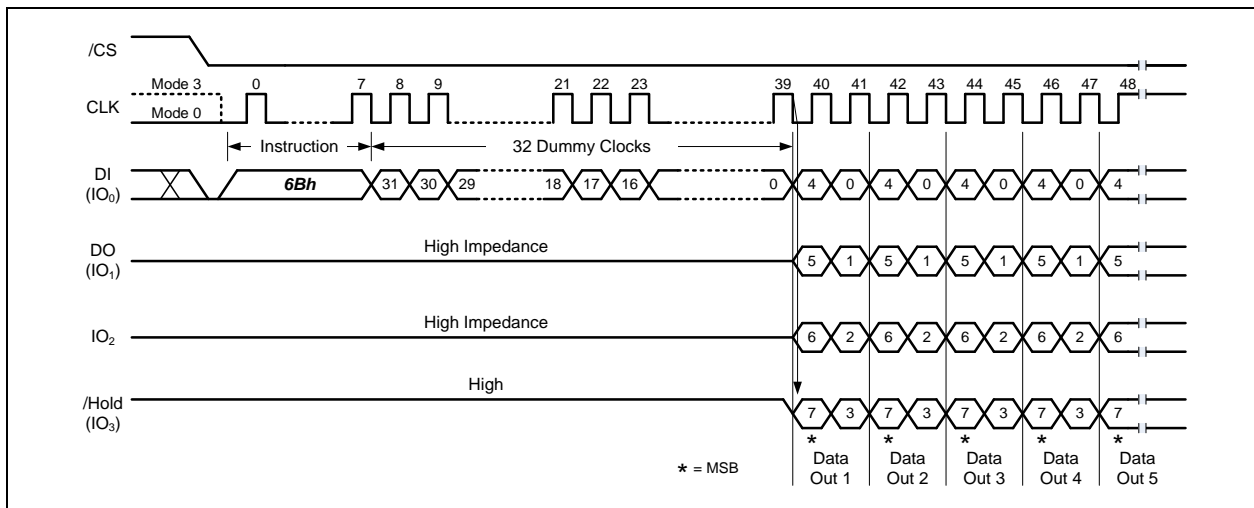 /CS
Mode 3 0 7 8 9 21 22 23 39 40 41 42 43 44 45 46 47 48
CLK
Mode 0
Instruction 32 Dummy Clocks
DI
(IO0)
6Bh 31 30 29 18 17 16 0 4 0 4 0 4 0 4 0 4
High Impedance
DO
(IO1)
5 1 5 1 5 1 5 1 5
High Impedance
IO2
6 2 6 2 6 2 6 2 6
High
/Hold
(IO3)
7 3 7 3 7 3 7 3 7
* * * * *
* = MSB
Data Data Data Data Data
Out 1 Out 2 Out 3 Out 4 Out 5